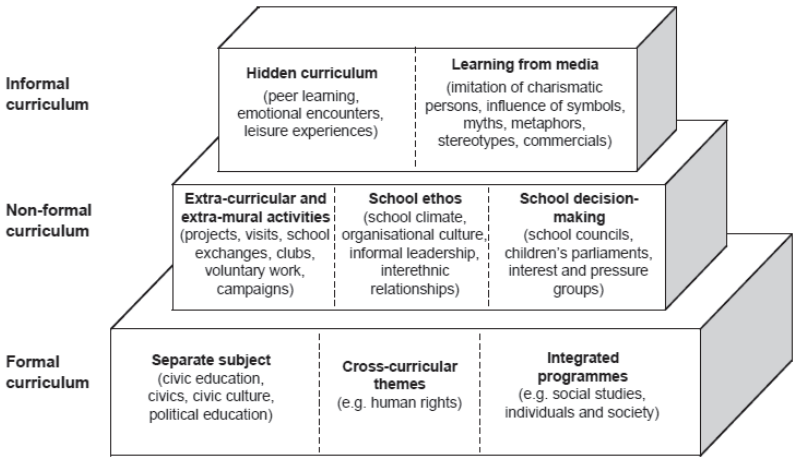 Informal
curriculum
Hidden curriculum
(peer learning,
emotional encounters,
leisure experiences)
Learning from media
(imitation of charismatic
persons, influence of symbols,
myths, metaphors,
stereotypes, commercials)
Non-formal
curriculum
Extra-curricular and
extra-mural activities
(projects, visits, school
exchanges, clubs,
voluntary work,
campaigns)
School ethos
(school climate,
organisational culture,
informal leadership,
interethnic
relationships)
School decision-
making
(school councils,
children's parliaments,
interest and pressure
groups)
Formal
curriculum
Separate subject
(civic education,
civics, civic culture,
political education)
Cross-curricular
themes
(e.g. human rights)
Integrated
programmes
(e.g. social studies,
individuals and society)